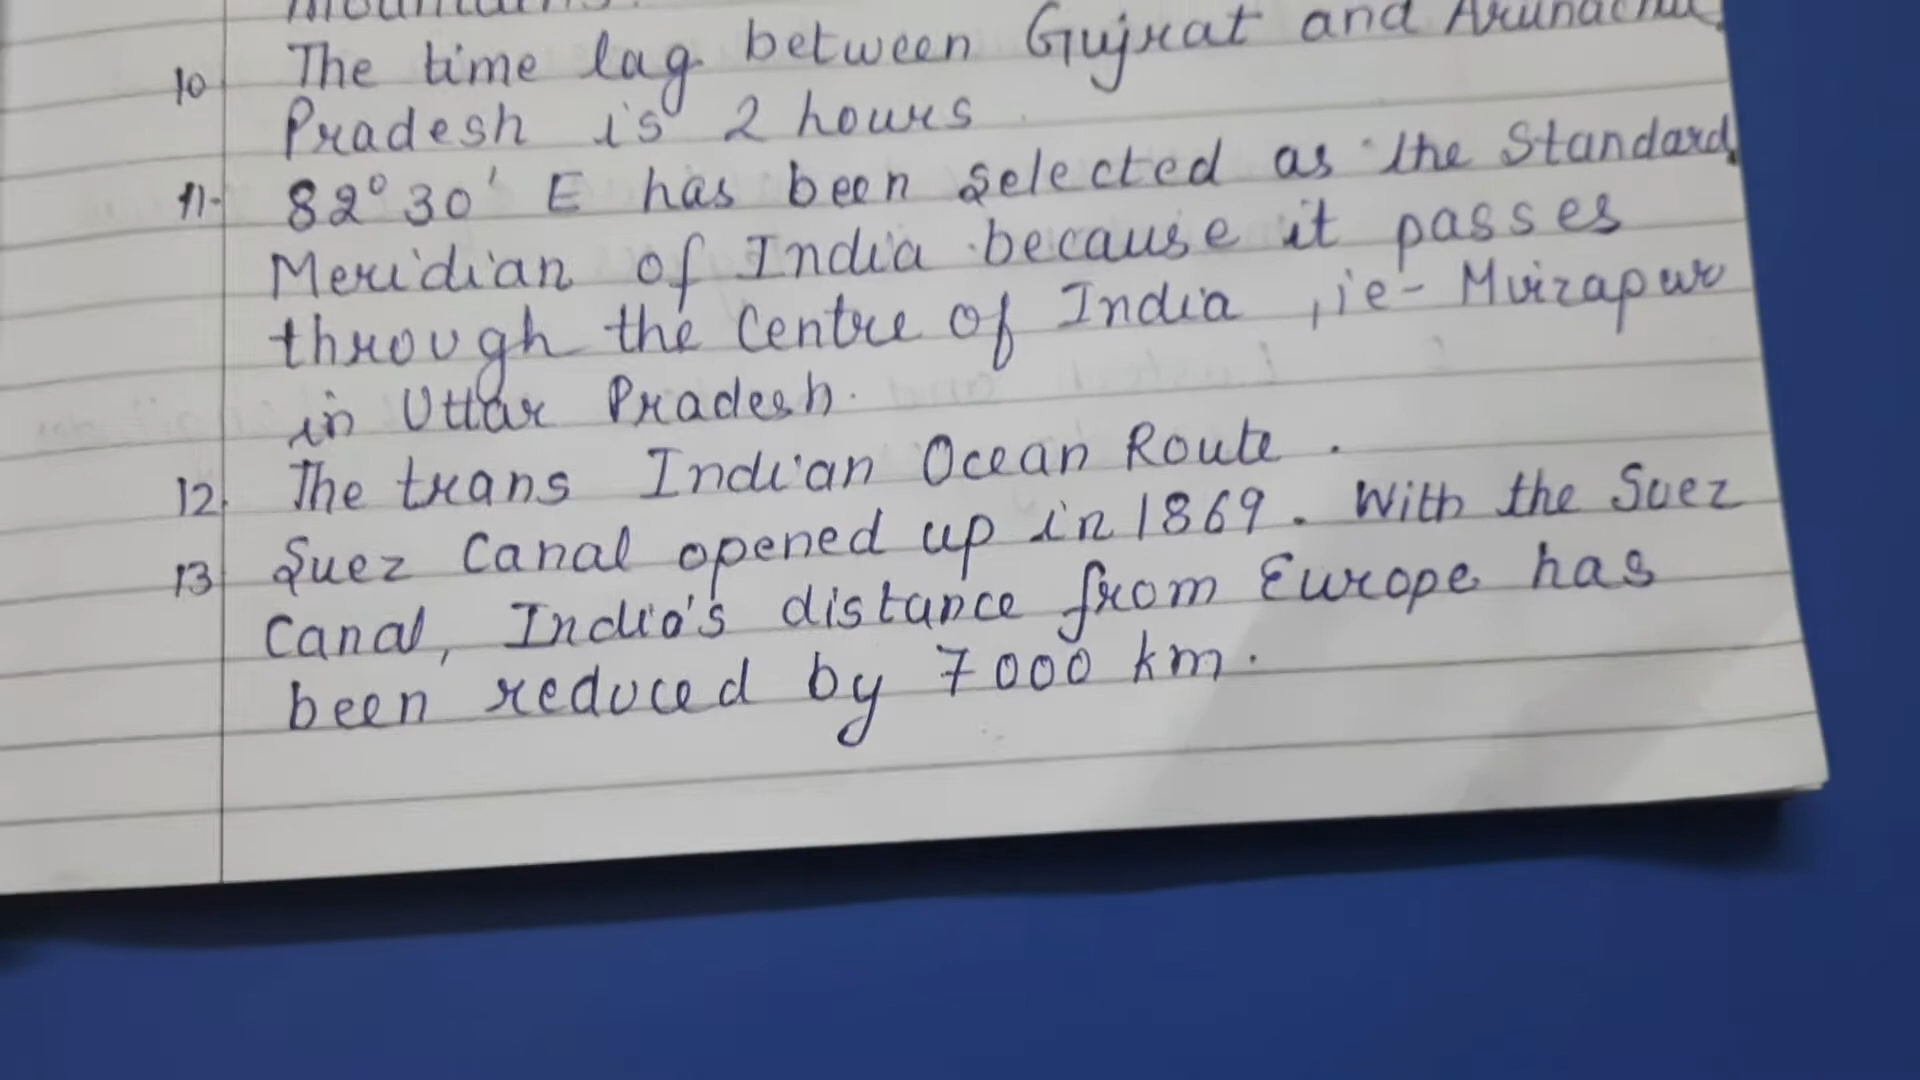 Mountains.
10 The time lag between Gujrat and Arunachal
Pradesh is 2 hours
11- 82° 30' E has been selected as the Standard
Meridian of India because it passes
through the Centre of India, ie- Mirzapur
in Uttar Pradesh.
12. The trans Indian Ocean Route.
13 Suez Canal opened up in 1869. With the Suez
Canal, India's distance from Europe has
been reduced by 7000 km.